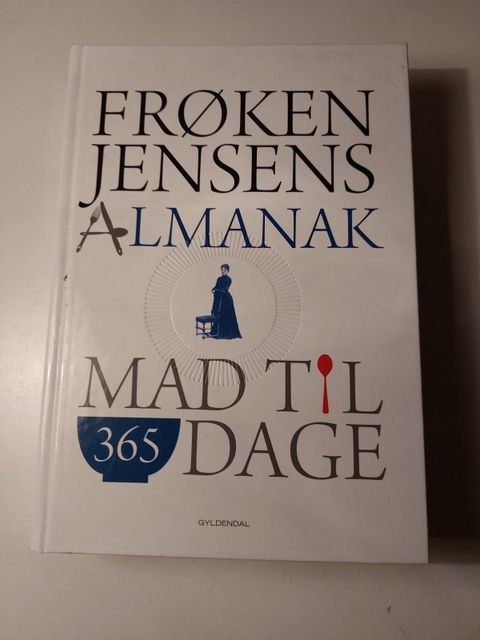 FRØKEN
JENSENS
ALMANAK
MAD TIL
365 DAGE
GYLDENDAL